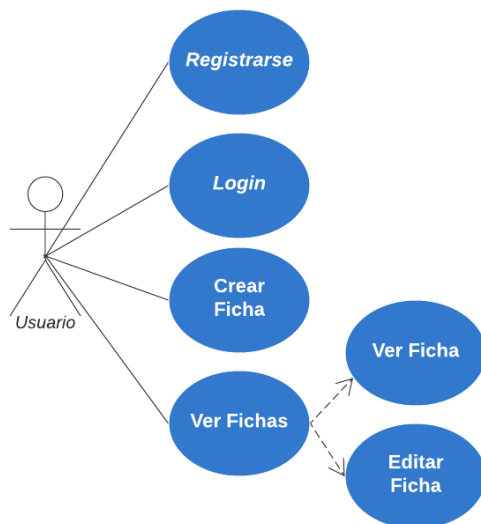 Registrarse
Login
Crear
Ficha
Usuario
Ver Fichas
Ver Ficha
Editar
Ficha